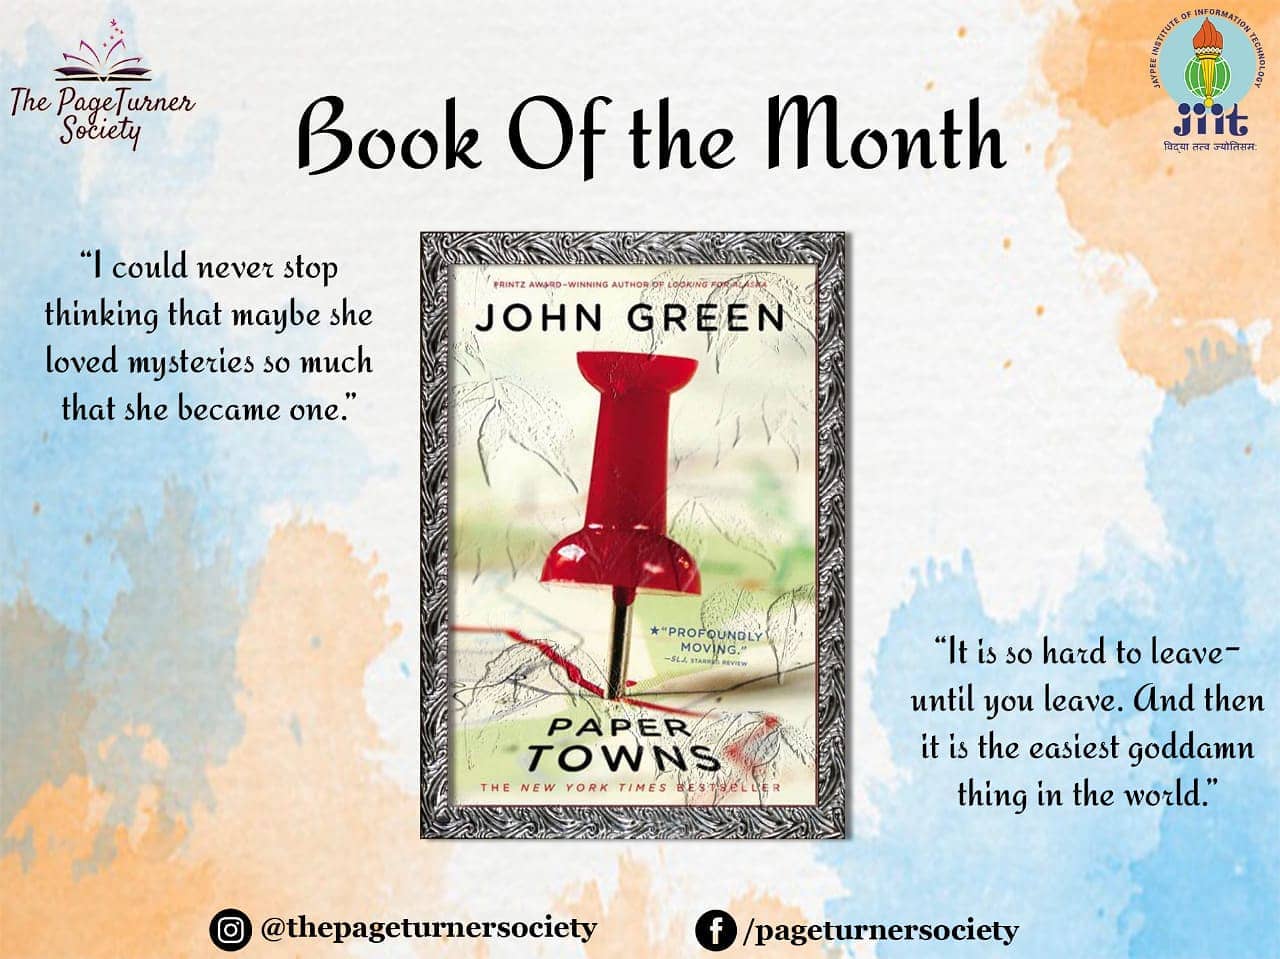 The PageTurner
Society
JAYPEE INSTITUTE OF INFORMATION TECHNOLOGY
jiit
विद्या तत्व ज्योतिसमः
Book Of the Month
“I could never stop
thinking that maybe she
loved mysteries so much
that she became one.”
PRINTZ AWARD–WINNING AUTHOR OF LOOKING FOR ALASKA
JOHN GREEN
★“PROFOUNDLY
MOVING.”
—SLJ, STARRED REVIEW
PAPER
TOWNS
THE NEW YORK TIMES BESTSELLER
“It is so hard to leave–
until you leave. And then
it is the easiest goddamn
thing in the world.”
@thepageturnersociety
/pageturnersociety